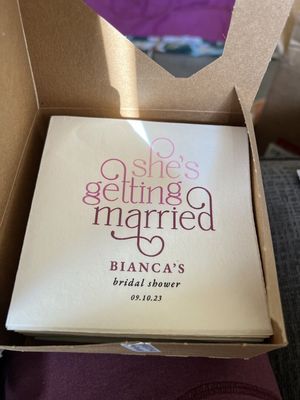 she's
getting
married
BIANCA'S
bridal shower
09.10.23